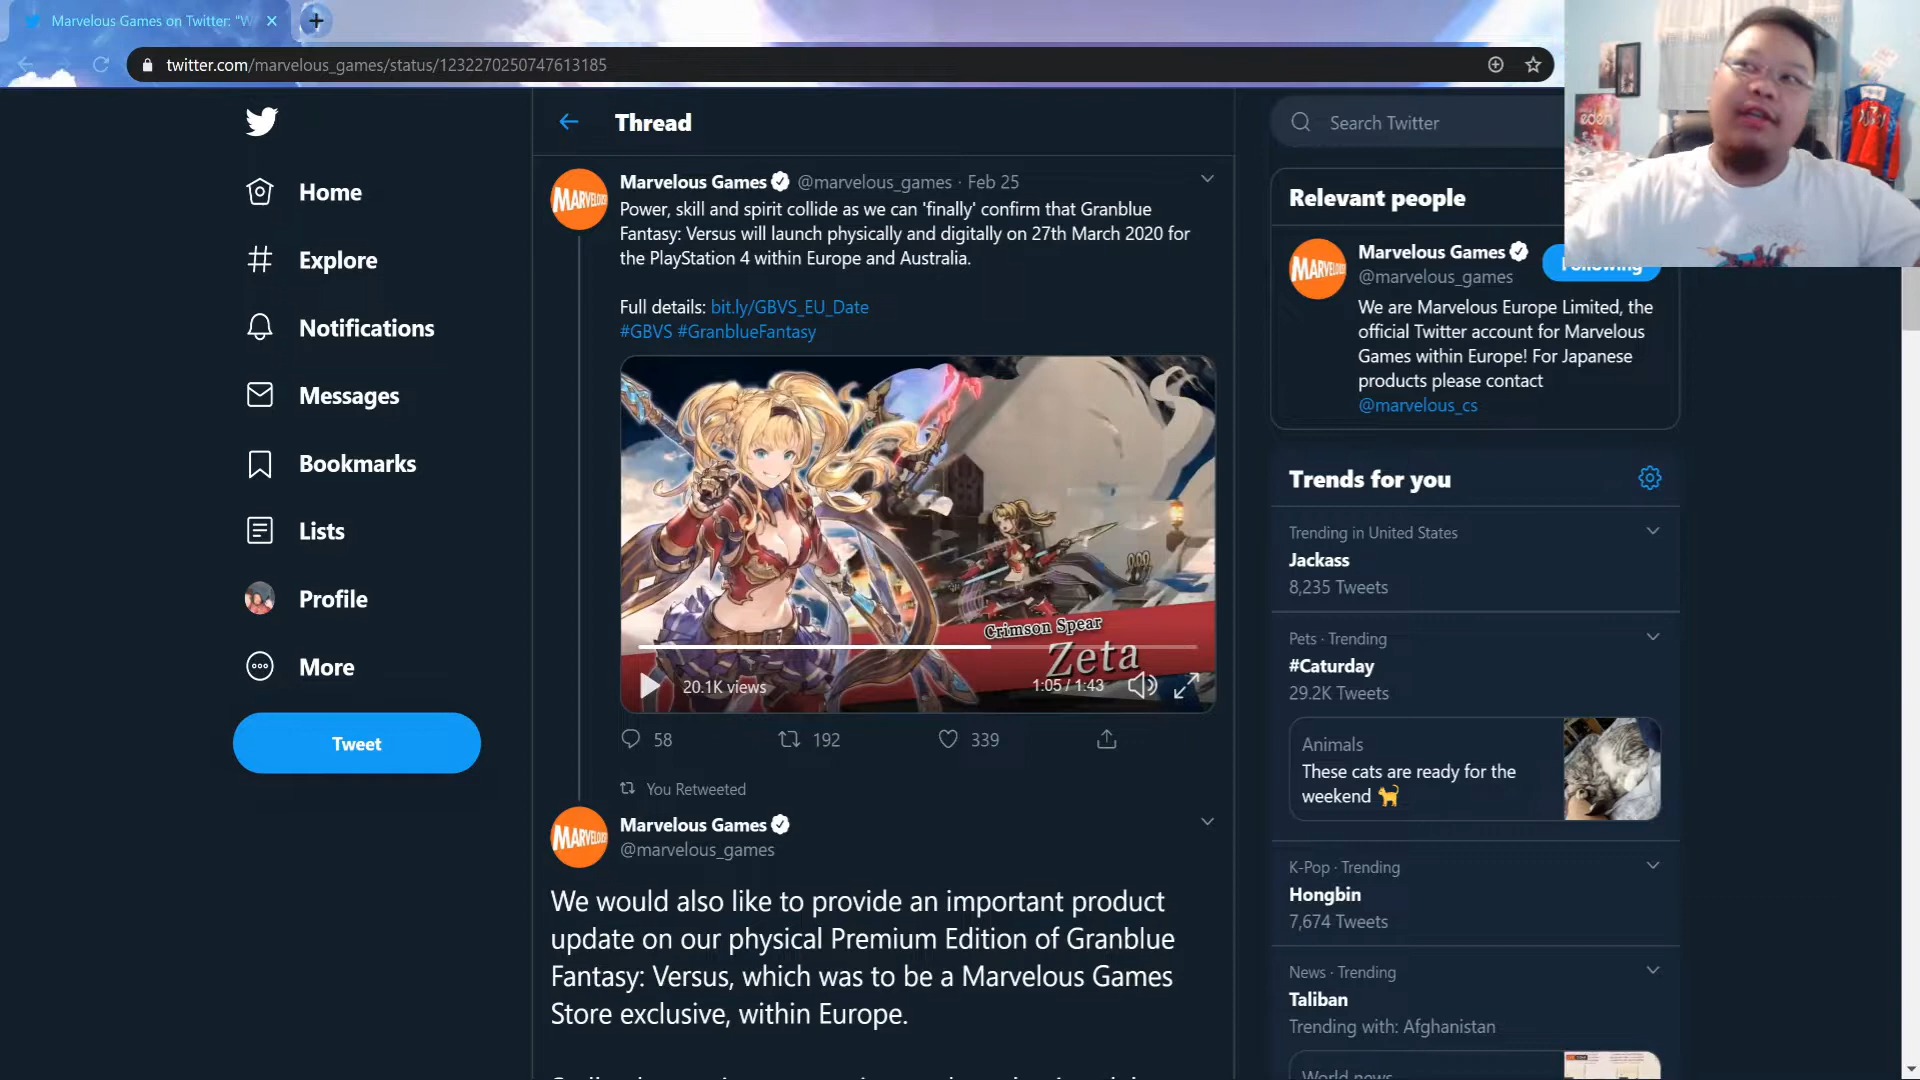 Marvelous Games on Twitter: "W
twitter.com/marvelous_games/status/1232270250747613185
Thread
Search Twitter
Home
Explore
Notifications
Messages
Bookmarks
Lists
Profile
More
Tweet
MARVELOUS!
Marvelous Games @marvelous_games · Feb 25
Power, skill and spirit collide as we can 'finally' confirm that Granblue
Fantasy: Versus will launch physically and digitally on 27th March 2020 for
the PlayStation 4 within Europe and Australia.
Full details: bit.ly/GBVS_EU_Date
#GBVS #GranblueFantasy
Crimson Spear
Zeta
20.1K views
1:05 / 1:43
58
192
339
You Retweeted
MARVELOUS!
Marvelous Games
@marvelous_games
We would also like to provide an important product
update on our physical Premium Edition of Granblue
Fantasy: Versus, which was to be a Marvelous Games
Store exclusive, within Europe.
Relevant people
MARVELOUS!
Marvelous Games
@marvelous_games
Following
We are Marvelous Europe Limited, the
official Twitter account for Marvelous
Games within Europe! For Japanese
products please contact
@marvelous_cs
Trends for you
Trending in United States
Jackass
8,235 Tweets
Pets · Trending
#Caturday
29.2K Tweets
Animals
These cats are ready for the
weekend 🐈
K-Pop · Trending
Hongbin
7,674 Tweets
News · Trending
Taliban
Trending with: Afghanistan
World news
eden